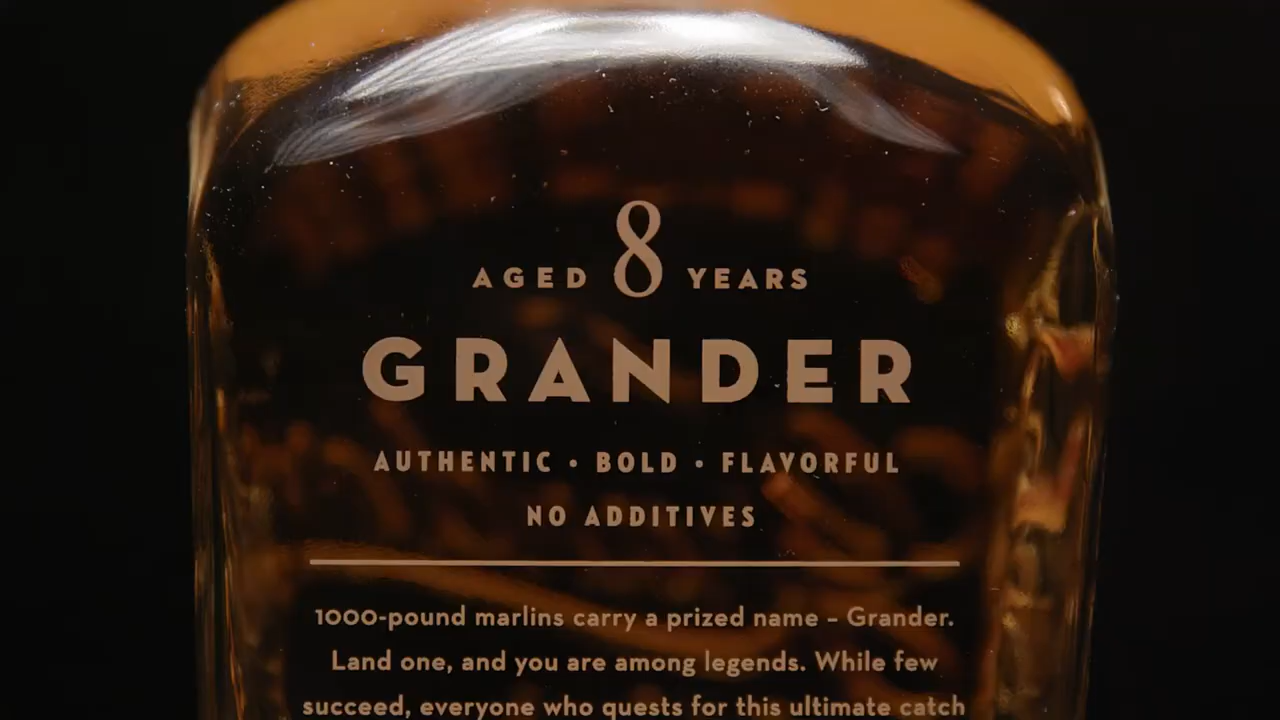 AGED 8 YEARS
GRANDER
AUTHENTIC • BOLD • FLAVORFUL
NO ADDITIVES
1000-pound marlins carry a prized name – Grander.
Land one, and you are among legends. While few
succeed, everyone who quests for this ultimate catch